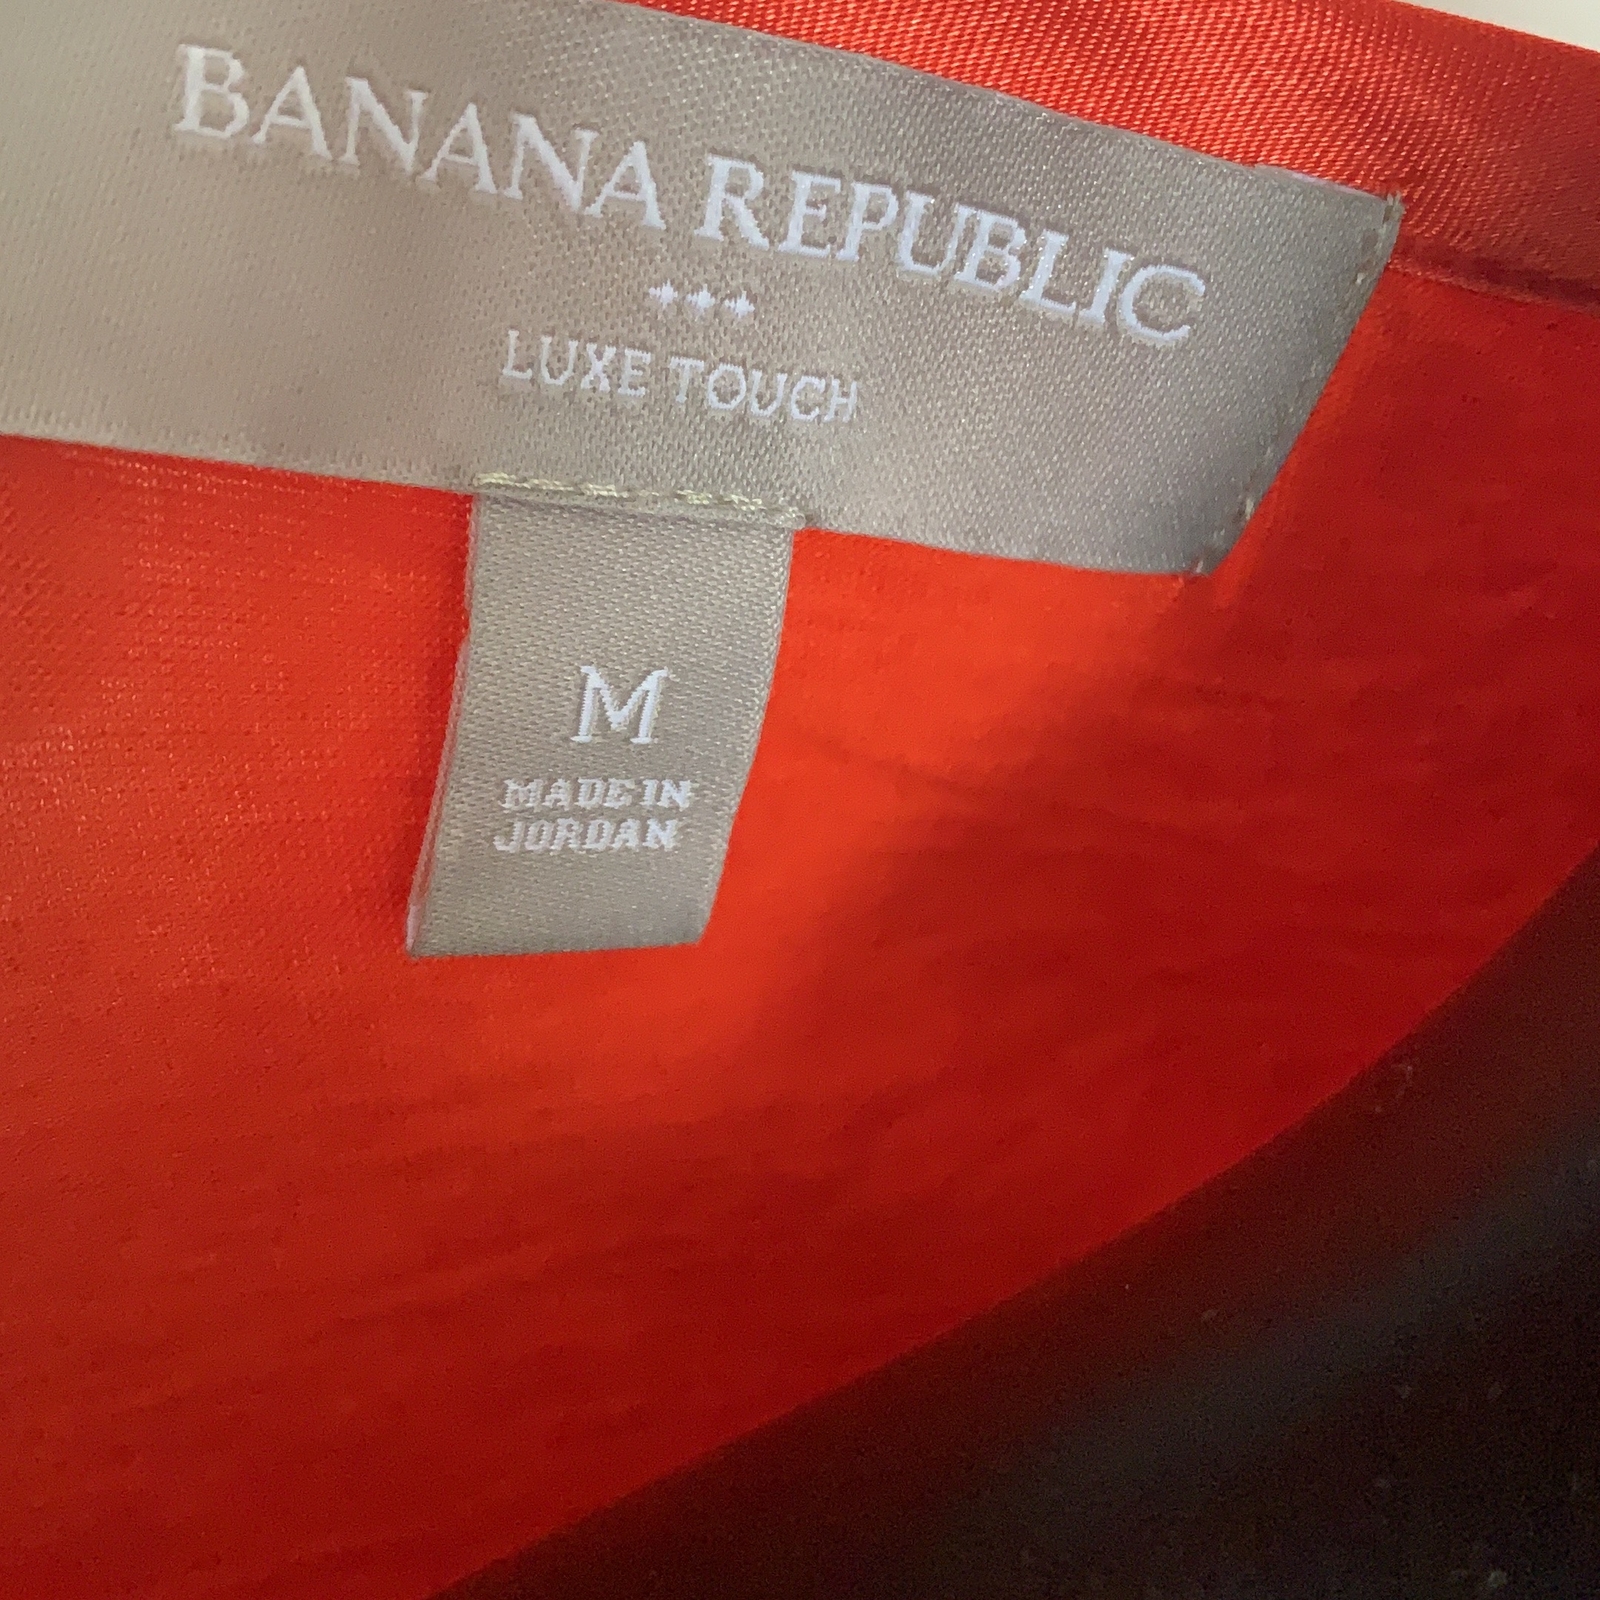 BANANA REPUBLIC
LUXE TOUCH
M
MADE IN
JORDAN